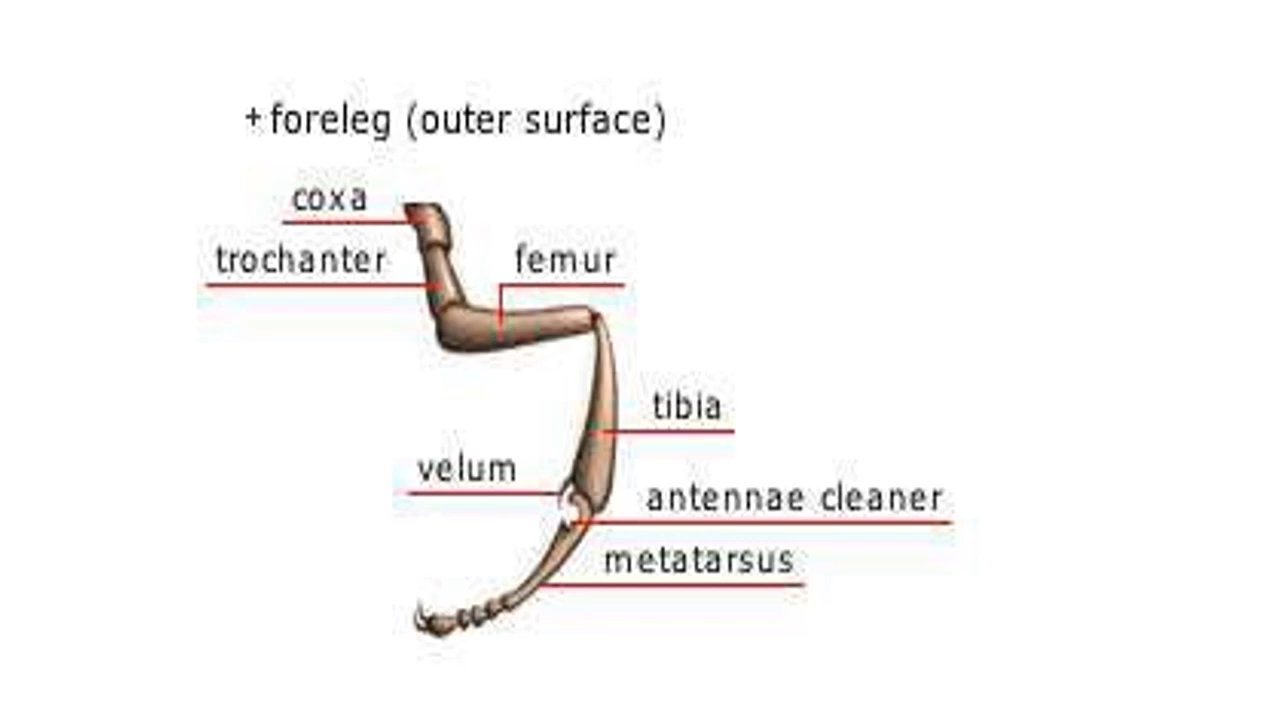 +foreleg (outer surface)
coxa
trochanter
femur
tibia
velum
antennae cleaner
metatarsus